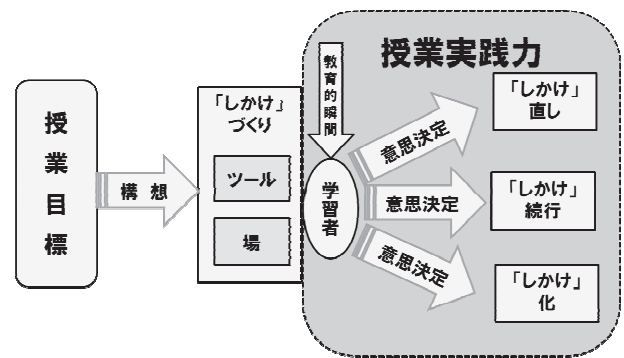 授業目標
構想
「しかけ」
づくり
ツール
場
授業実践力
教育的瞬間
学習者
意思決定
「しかけ」
直し
意思決定
「しかけ」
続行
意思決定
「しかけ」
化